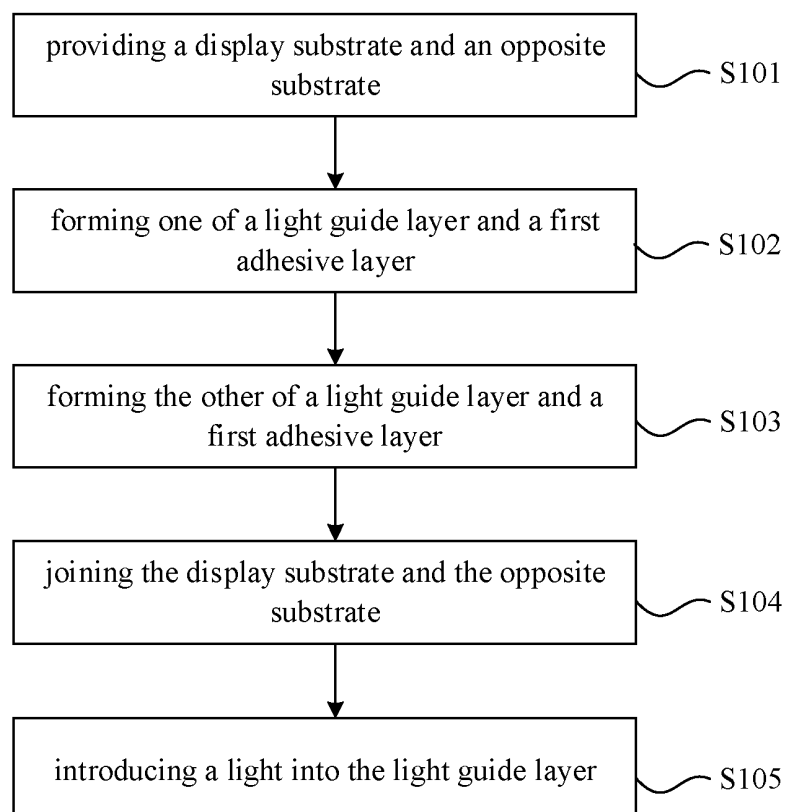 providing a display substrate and an opposite
substrate
S101
forming one of a light guide layer and a first
adhesive layer
S102
forming the other of a light guide layer and a
first adhesive layer
S103
joining the display substrate and the opposite
substrate
S104
introducing a light into the light guide layer
S105